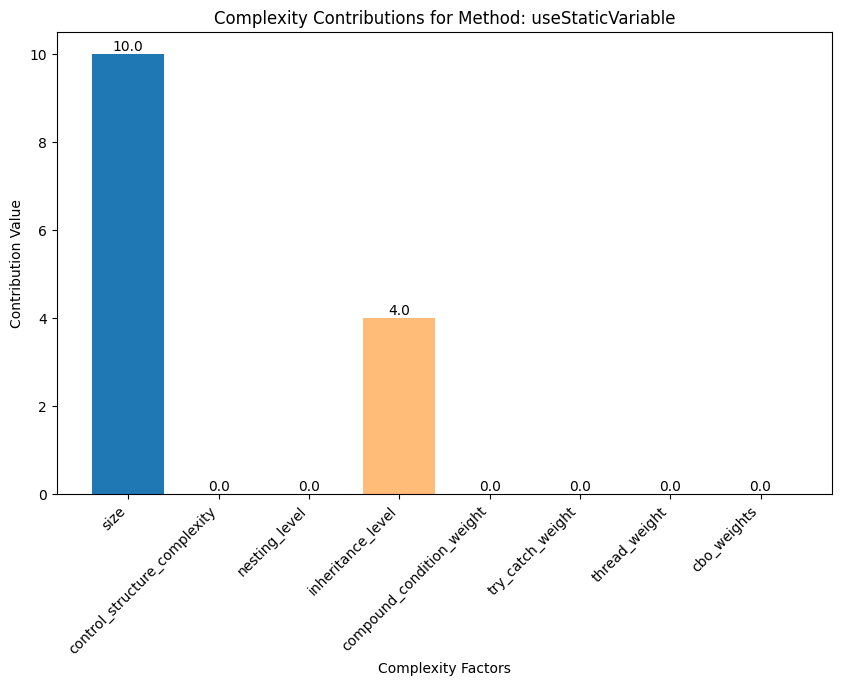 Complexity Contributions for Method: useStaticVariable
Contribution Value
10
8
6
4
2
0
10.0
0.0
0.0
4.0
0.0
0.0
0.0
0.0
size
control_structure_complexity
nesting_level
inheritance_level
compound_condition_weight
try_catch_weight
thread_weight
cbo_weights
Complexity Factors